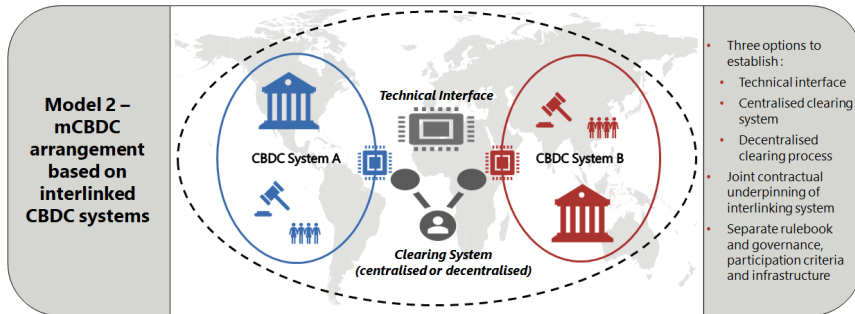 Model 2 –
mCBDC
arrangement
based on
interlinked
CBDC systems
Technical Interface
CBDC System A
CBDC System B
Clearing System
(centralised or decentralised)
• Three options to
establish:
• Technical interface
• Centralised clearing
system
• Decentralised
clearing process
• Joint contractual
underpinning of
interlinking system
• Separate rulebook
and governance,
participation criteria
and infrastructure